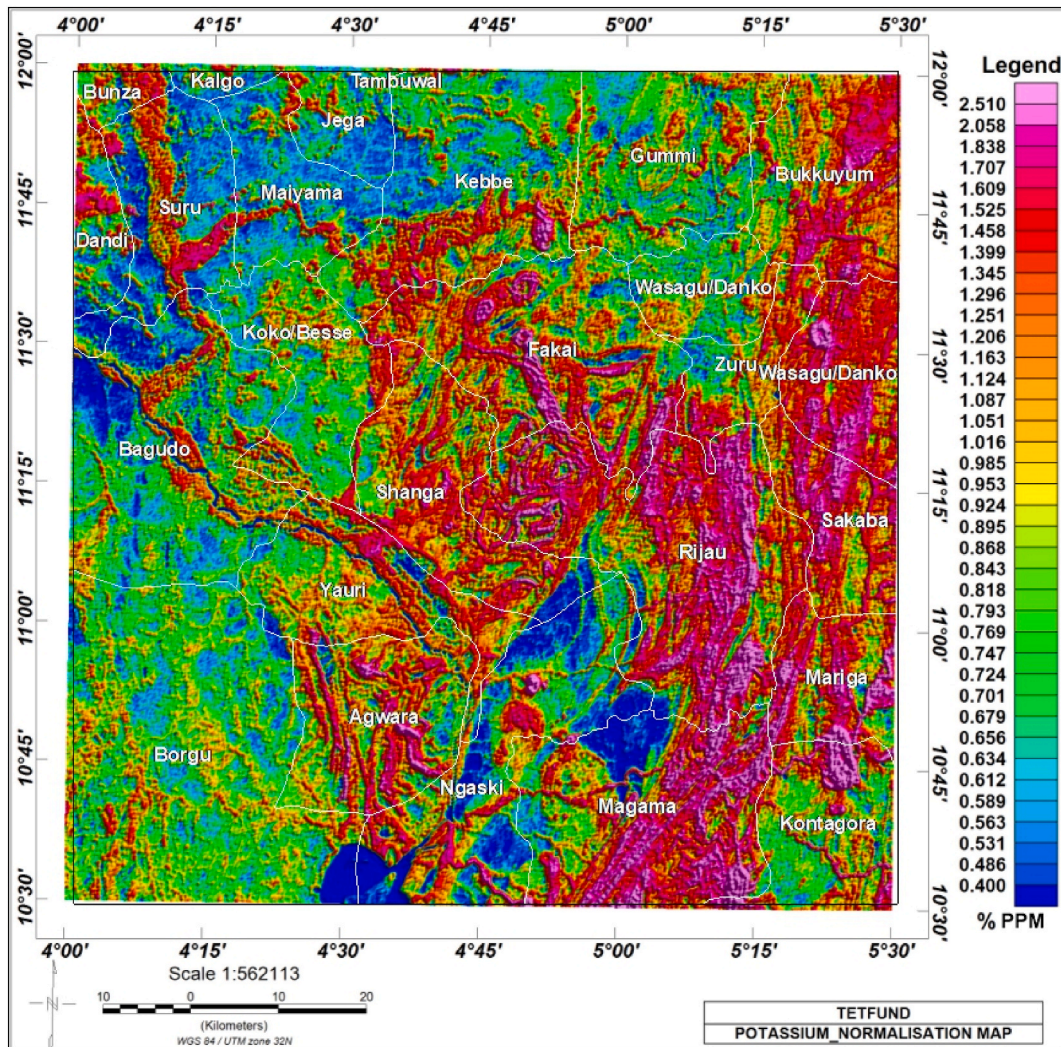 4°00' 4°15' 4°30' 4°45' 5°00' 5°15' 5°30'
12°00' 12°00'
Legend
Bunza Kalgo Tambuwal
Jega
Gummi
Bukkuyum
Kebbe
Maiyama
Suru
11°45' 11°45'
Dandi
Wasagu/Danko
Koko/Besse
Fakai
11°30' 11°30'
Zuru Wasagu/Danko
Bagudo
11°15' 11°15'
Shanga
Sakaba
Rijau
Yauri
11°00' 11°00'
Mariga
Agwara
Borgu
10°45' 10°45'
Ngaski
Magama
Kontagora
10°30' 10°30'
4°00' 4°15' 4°30' 4°45' 5°00' 5°15' 5°30'
2.510
2.058
1.838
1.707
1.609
1.525
1.458
1.399
1.345
1.296
1.251
1.206
1.163
1.124
1.087
1.051
1.016
0.985
0.953
0.924
0.895
0.868
0.843
0.818
0.793
0.769
0.747
0.724
0.701
0.679
0.656
0.634
0.612
0.589
0.563
0.531
0.486
0.400
% PPM
Scale 1:562113
10 0 10 20
(Kilometers)
WGS 84 / UTM zone 32N
N
TETFUND
POTASSIUM_NORMALISATION MAP